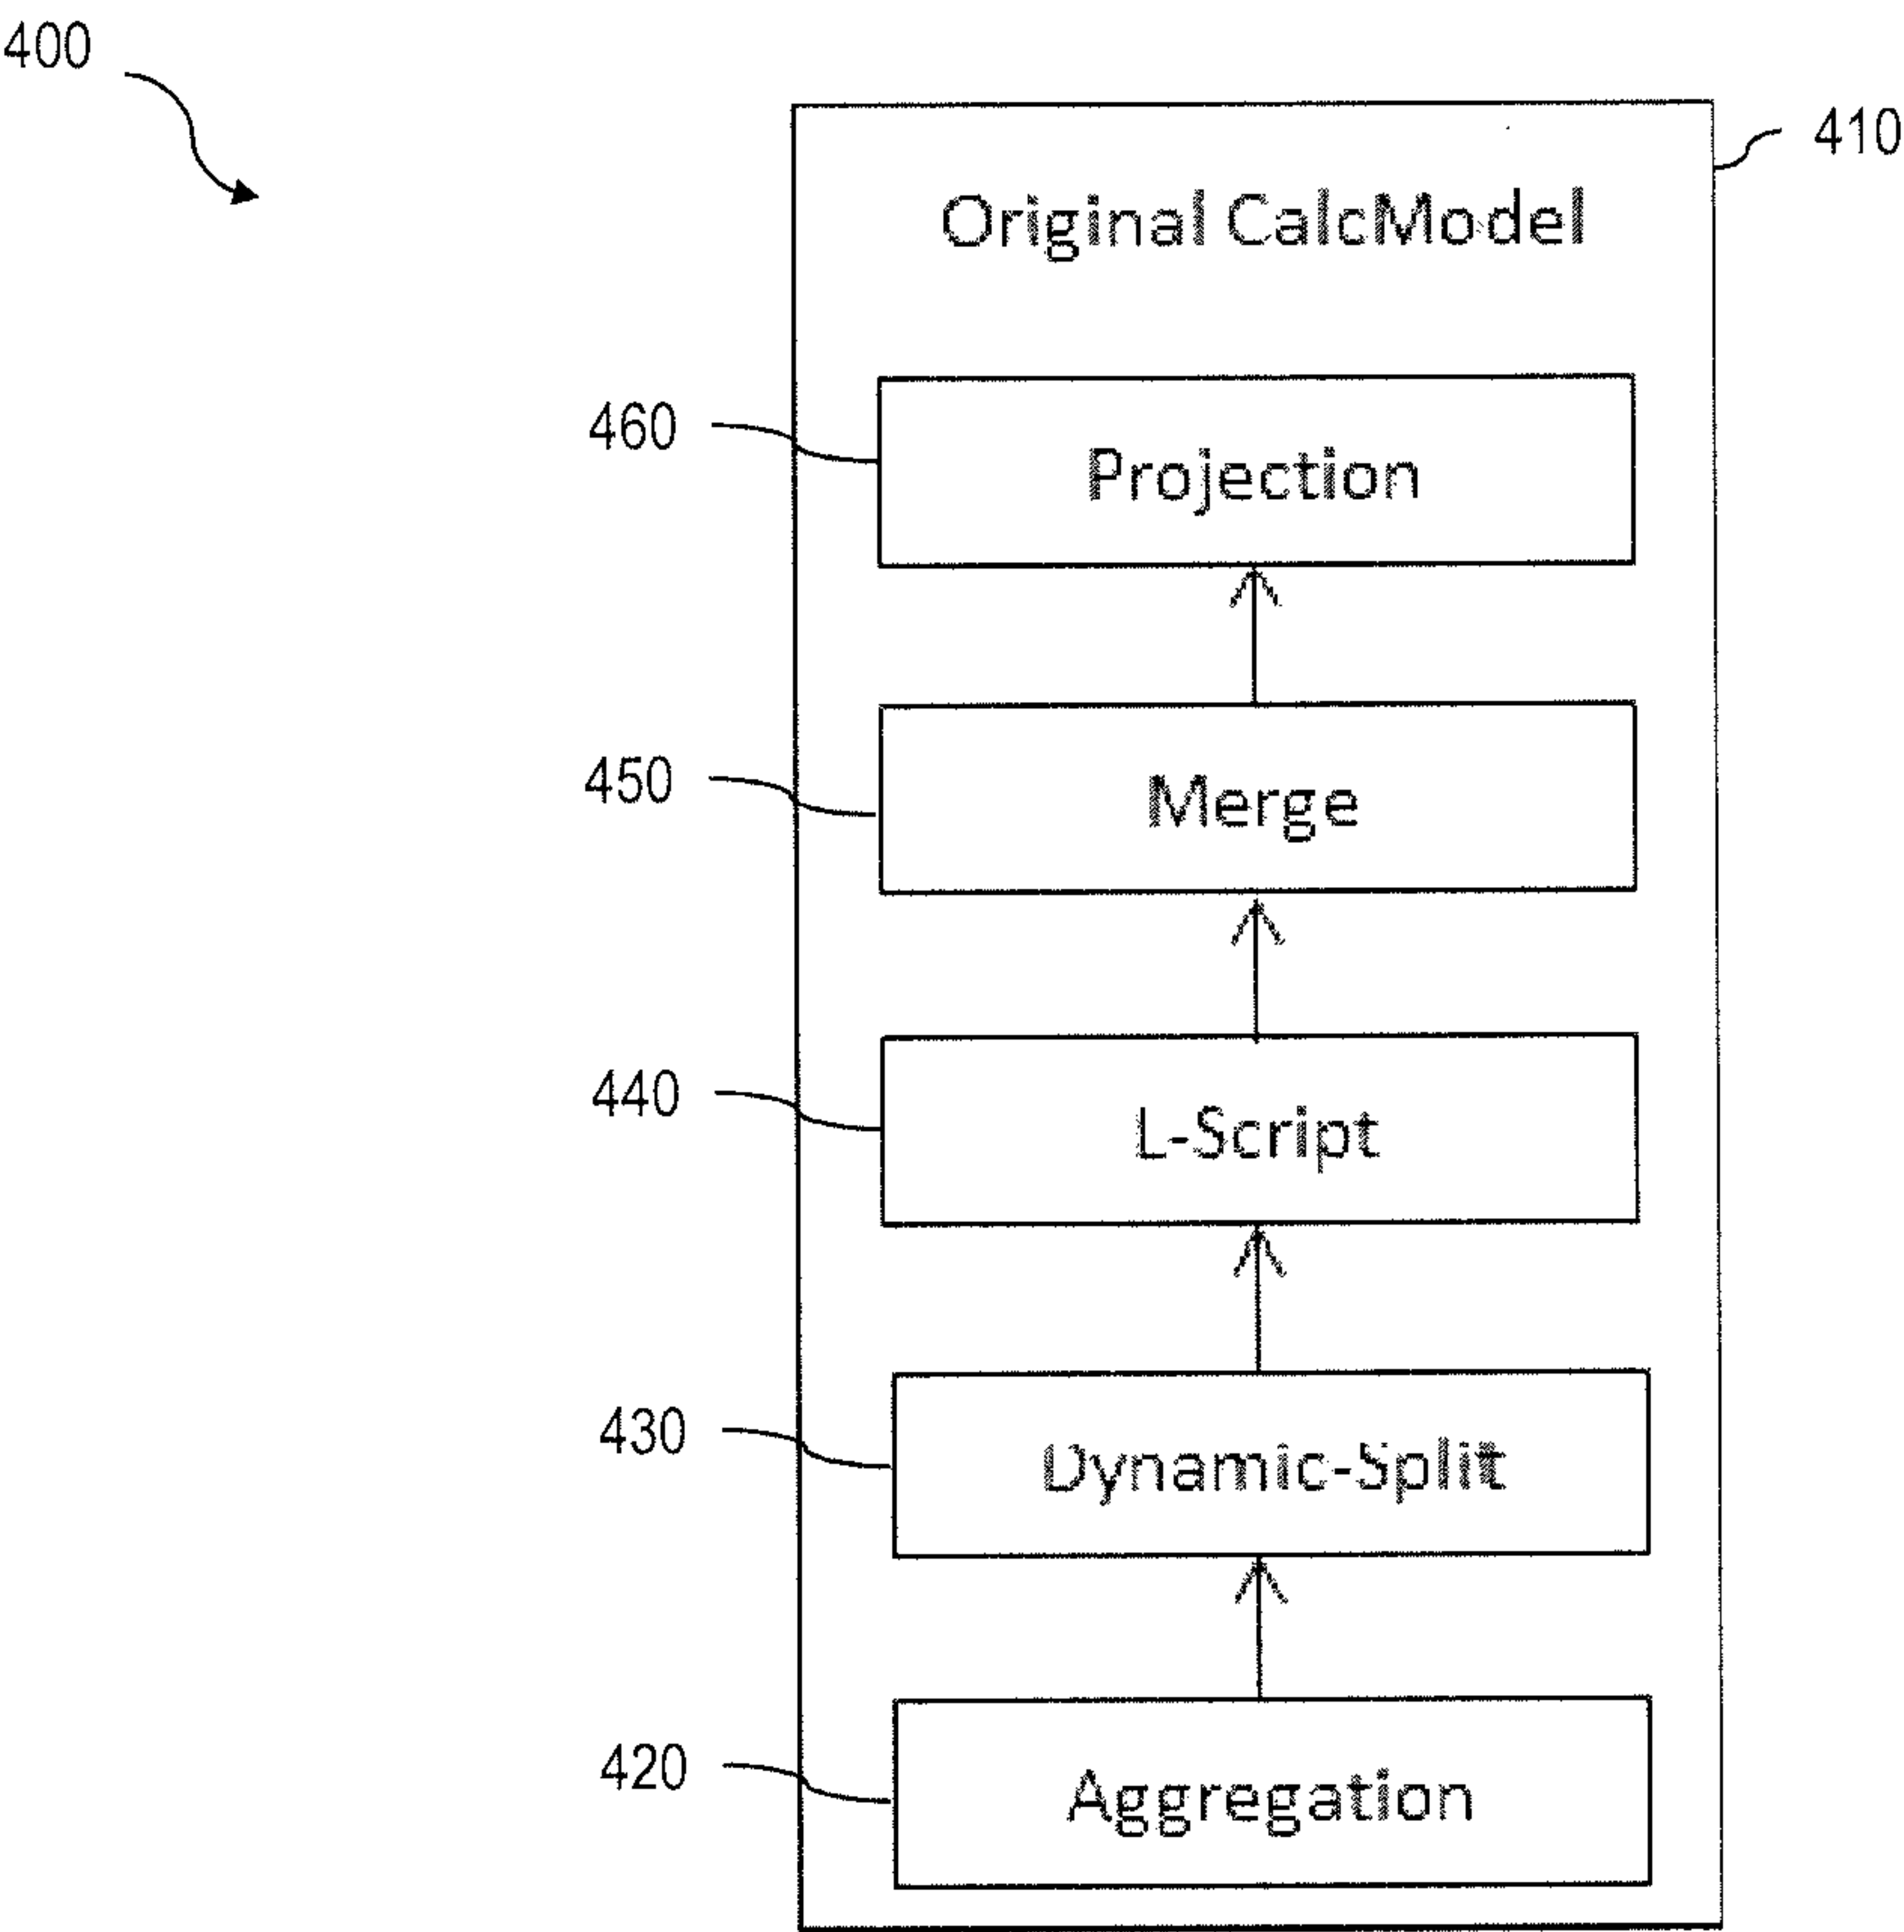 400
410
Original CalcModel
460
Projection
450
Merge
440
L-Script
430
Dynamic-Split
420
Aggregation